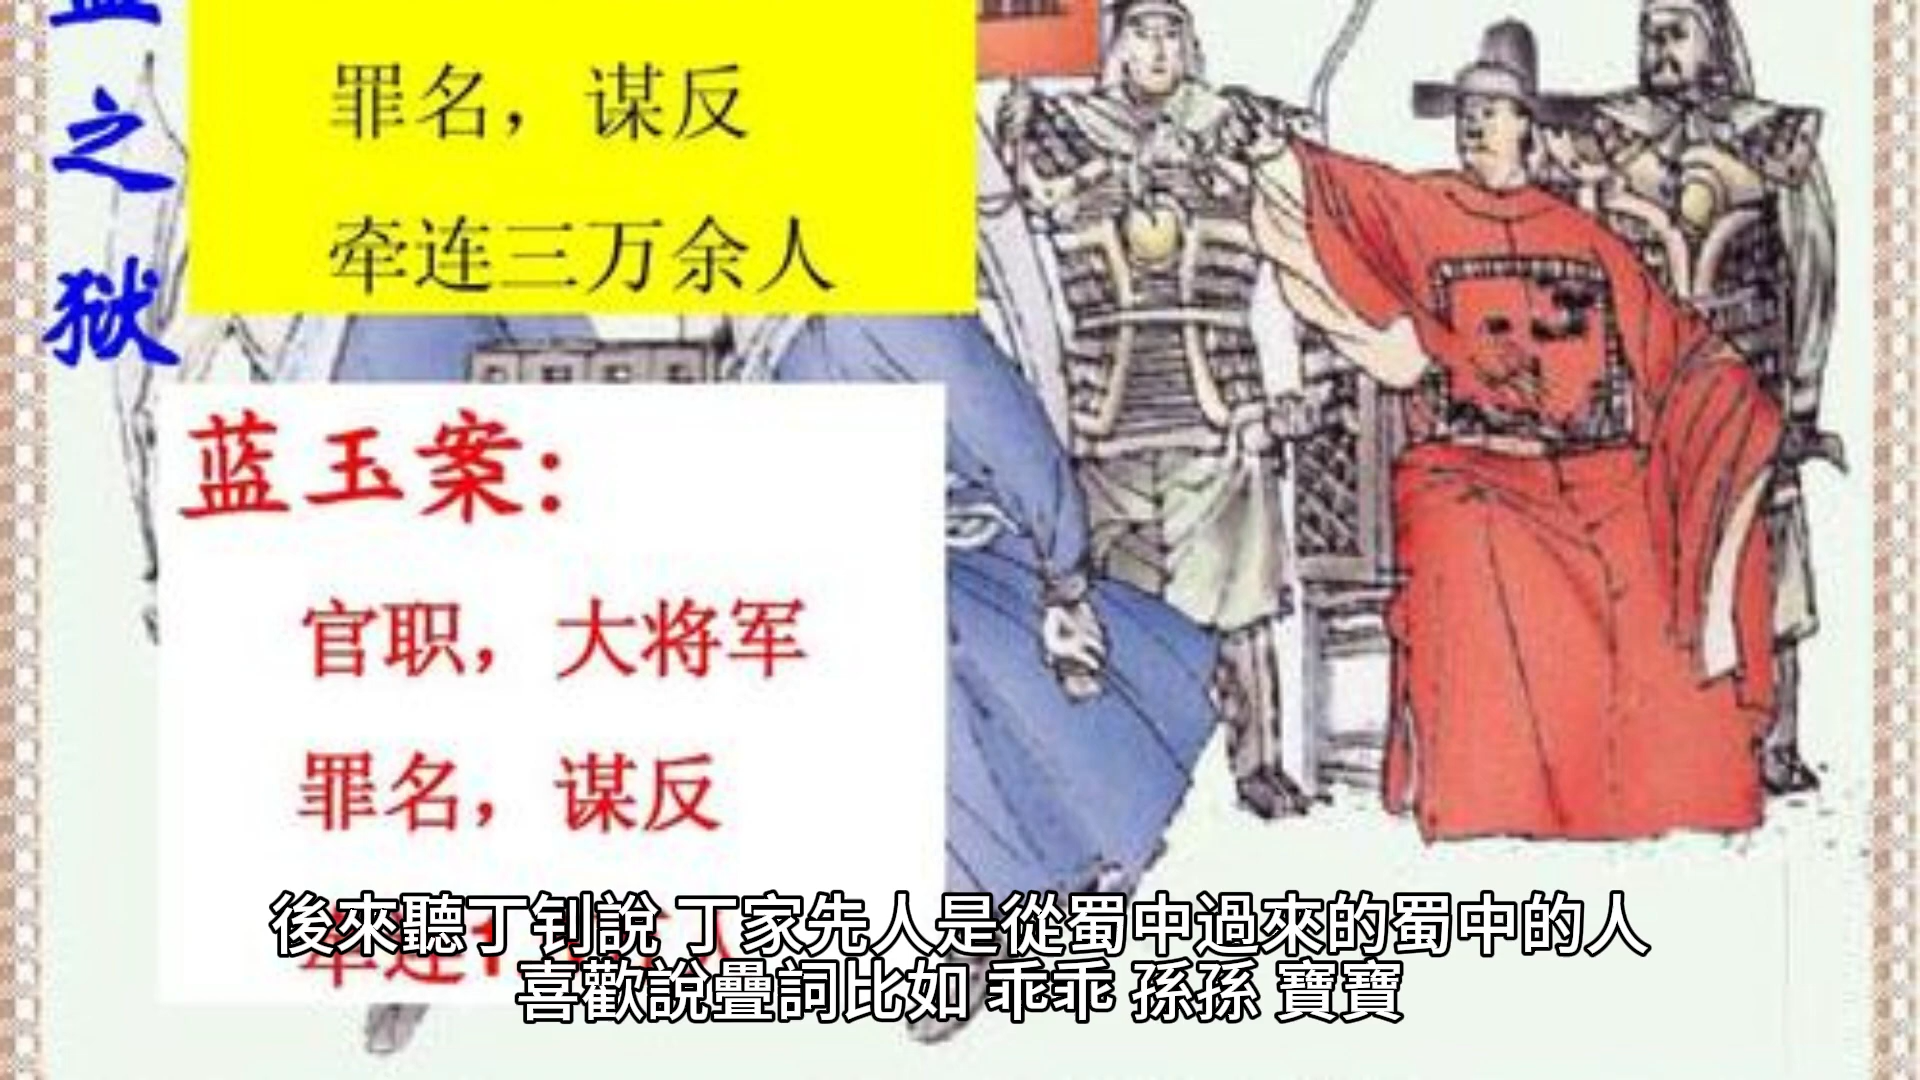 之
狱
罪名，谋反
牵连三万余人
蓝玉案：
官职，大将军
罪名，谋反
後來聽丁钊說 丁家先人是從蜀中過來的蜀中的人
喜歡說疊詞比如 乖乖 孫孫 寶寶